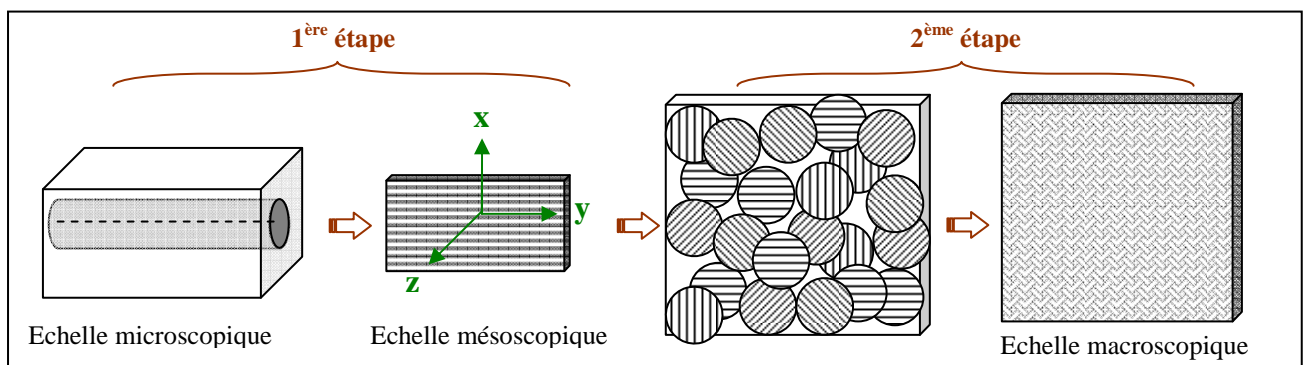 1ère étape
2ème étape
x
y
z
Echelle microscopique
Echelle mésoscopique
Echelle macroscopique